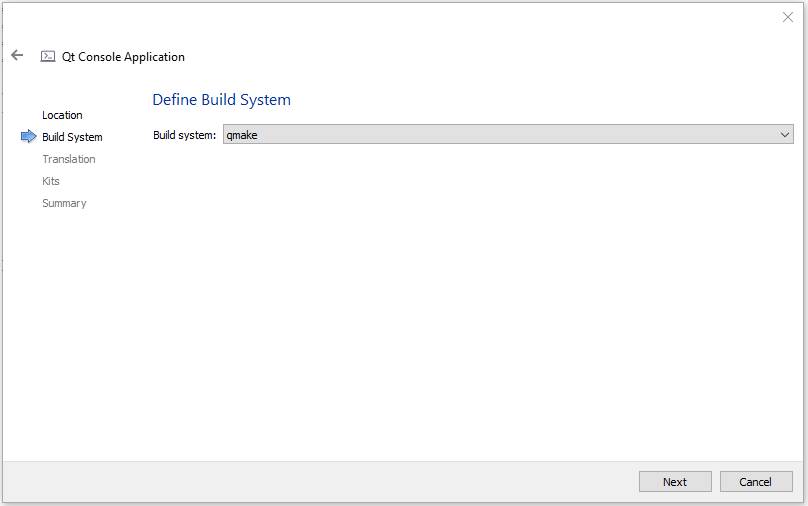 Qt Console Application
Location
Build System
Translation
Kits
Summary
Define Build System
Build system: qmake
Next Cancel